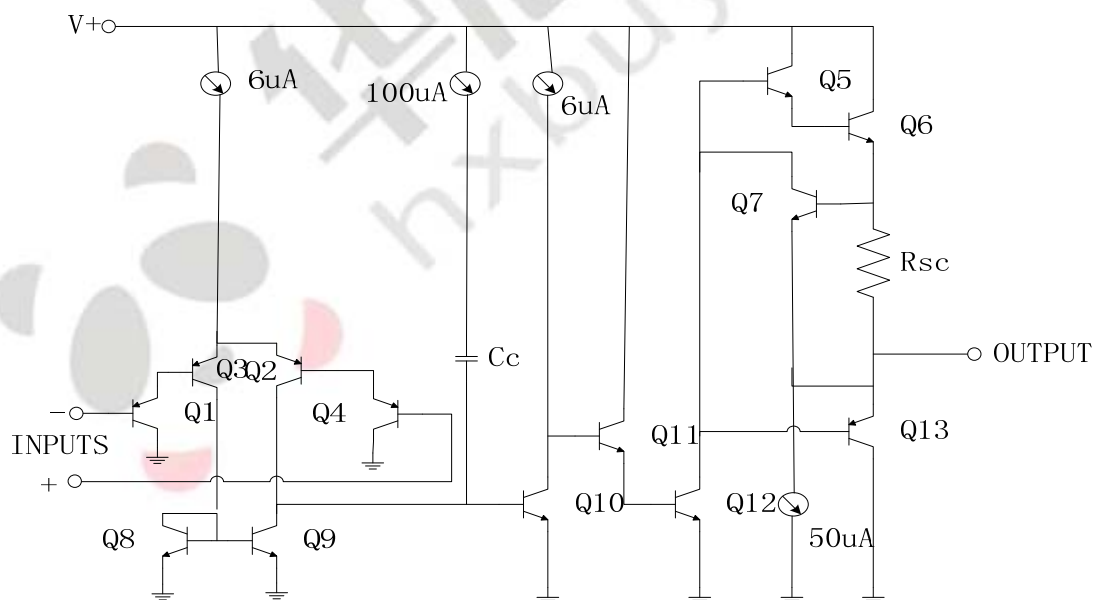 V+
6uA
100uA
6uA
Q5
Q6
Q7
Rsc
Cc
OUTPUT
Q3
Q2
-
Q1
Q4
INPUTS
+
Q11
Q13
Q10
Q12
50uA
Q8
Q9
hxbuy